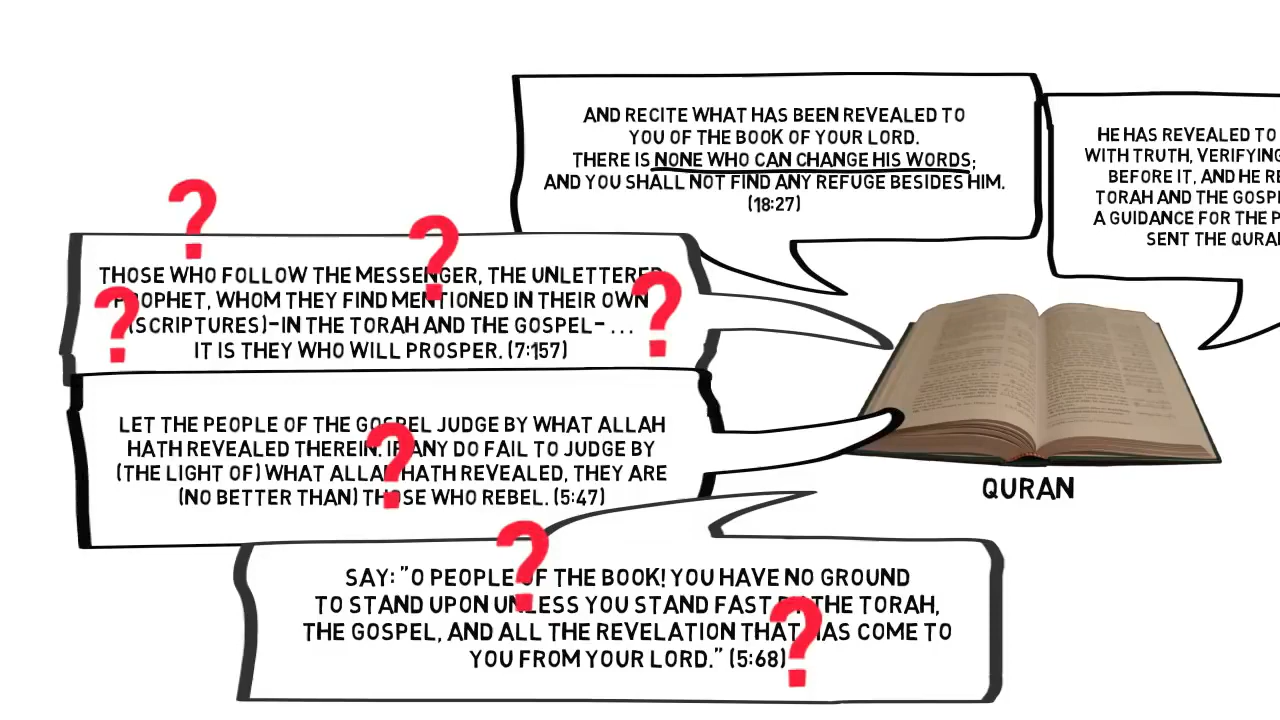 AND RECITE WHAT HAS BEEN REVEALED TO
YOU OF THE BOOK OF YOUR LORD.
THERE IS NONE WHO CAN CHANGE HIS WORDS;
AND YOU SHALL NOT FIND ANY REFUGE BESIDES HIM.
(18:27)
HE HAS REVEALED TO
WITH TRUTH, VERIFYING
BEFORE IT, AND HE RE
TORAH AND THE GOSP
A GUIDANCE FOR THE P
SENT THE QURA
THOSE WHO FOLLOW THE MESSENGER, THE UNLETTERED
PROPHET, WHOM THEY FIND MENTIONED IN THEIR OWN
(SCRIPTURES)-IN THE TORAH AND THE GOSPEL- ...
IT IS THEY WHO WILL PROSPER. (7:157)
LET THE PEOPLE OF THE GOSPEL JUDGE BY WHAT ALLAH
HATH REVEALED THEREIN. IF ANY DO FAIL TO JUDGE BY
(THE LIGHT OF) WHAT ALLAH HATH REVEALED, THEY ARE
(NO BETTER THAN) THOSE WHO REBEL. (5:47)
QURAN
SAY: "O PEOPLE OF THE BOOK! YOU HAVE NO GROUND
TO STAND UPON UNLESS YOU STAND FAST BY THE TORAH,
THE GOSPEL, AND ALL THE REVELATION THAT HAS COME TO
YOU FROM YOUR LORD." (5:68)